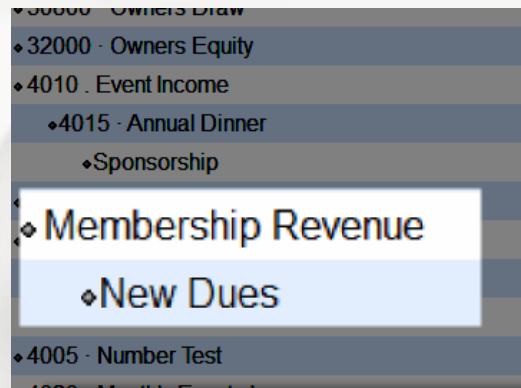 32000 · Owners Equity
4010 . Event Income
4015 · Annual Dinner
Sponsorship
Membership Revenue
New Dues
4005 · Number Test